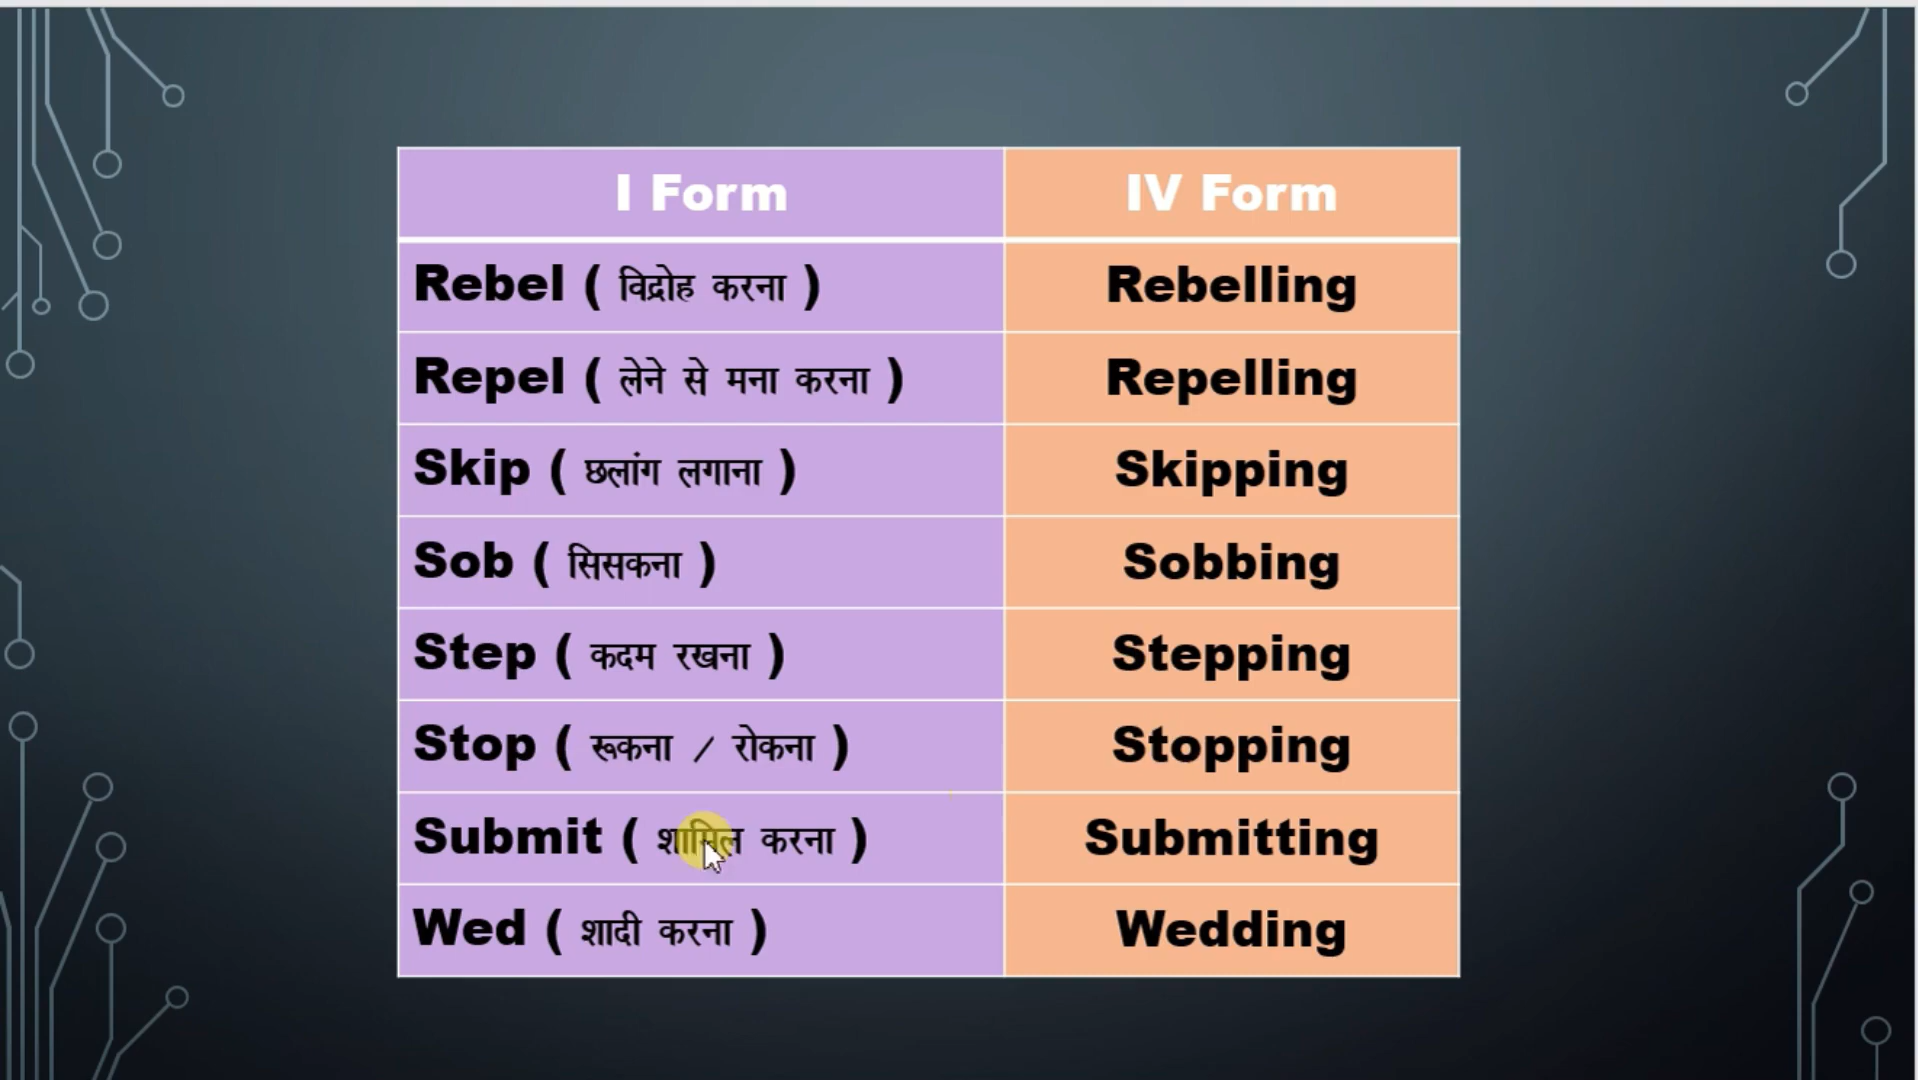 I Form IV Form
Rebel ( विद्रोह करना ) Rebelling
Repel ( लेने से मना करना ) Repelling
Skip ( छलांग लगाना ) Skipping
Sob ( सिसकना ) Sobbing
Step ( कदम रखना ) Stepping
Stop ( रूकना / रोकना ) Stopping
Submit ( शामिल करना ) Submitting
Wed ( शादी करना ) Wedding